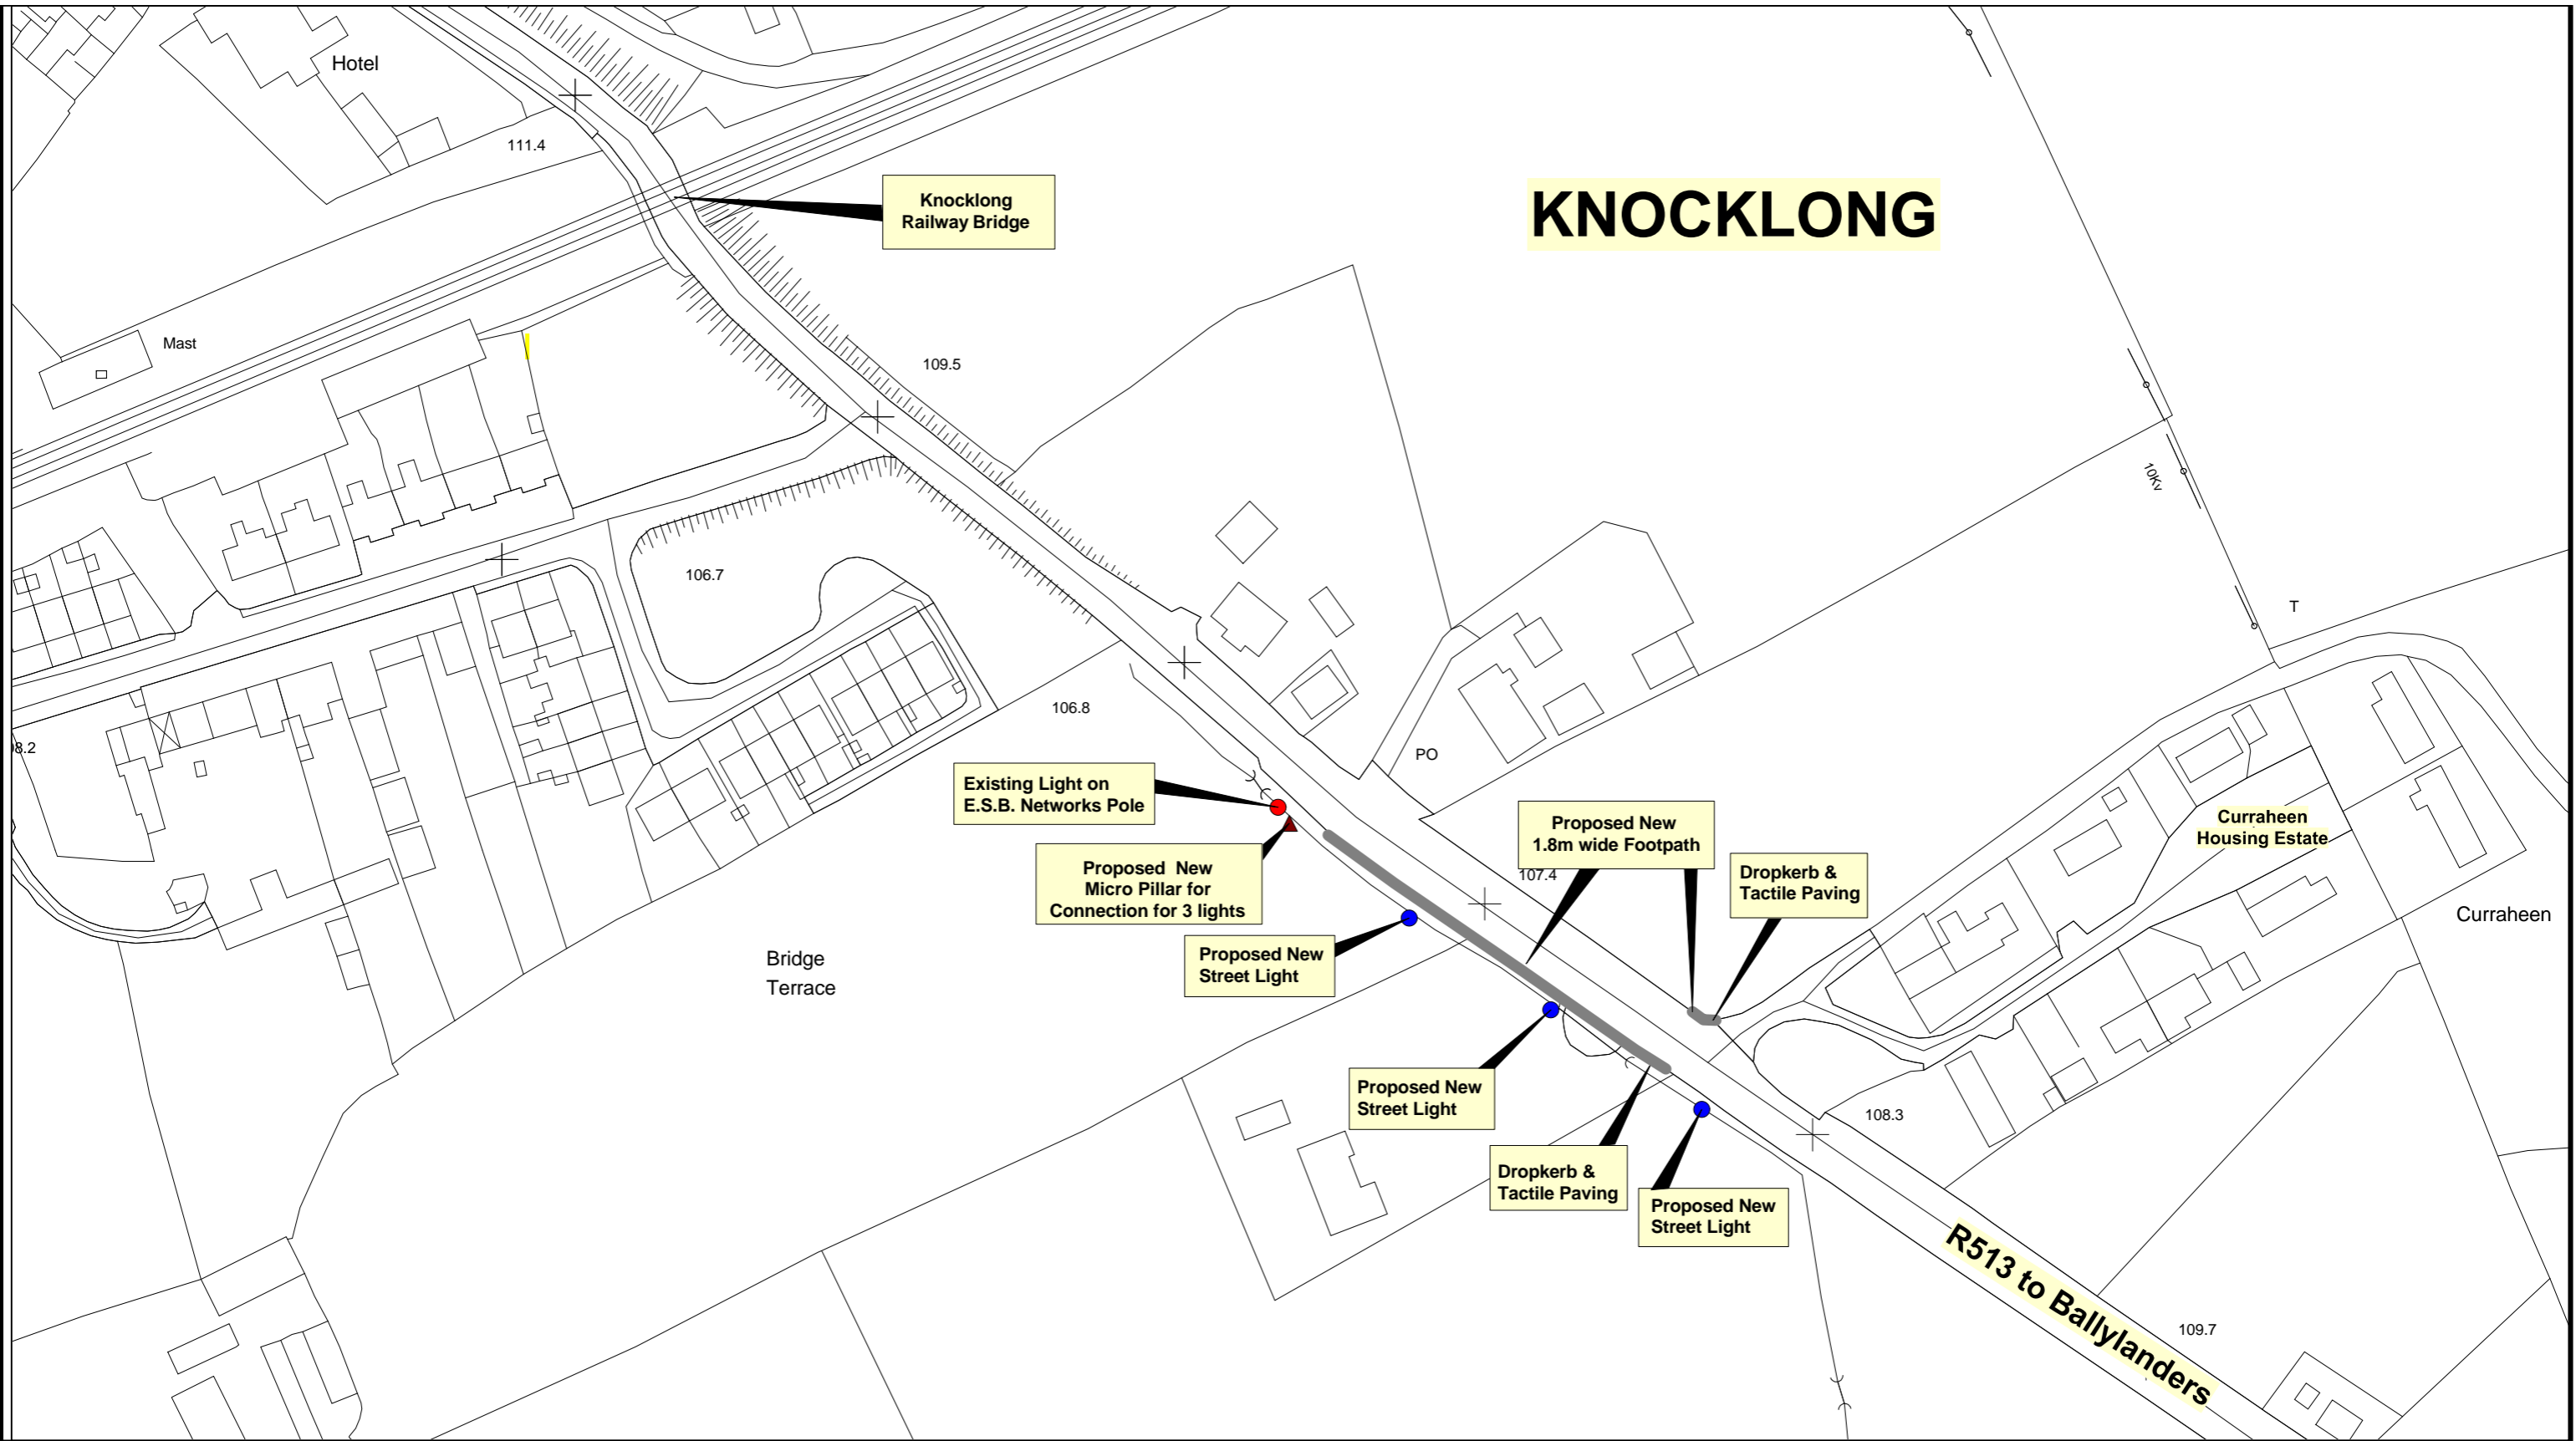 Hotel
111.4
Knocklong
Railway Bridge
KNOCKLONG
Mast
109.5
10Kv
106.7
T
106.8
8.2
PO
Existing Light on
E.S.B. Networks Pole
Proposed New
1.8m wide Footpath
107.4
Curraheen
Housing Estate
Proposed New
Micro Pillar for
Connection for 3 lights
Dropkerb &
Tactile Paving
Curraheen
Proposed New
Street Light
Bridge
Terrace
Proposed New
Street Light
108.3
Dropkerb &
Tactile Paving
Proposed New
Street Light
R513 to Ballylanders
109.7